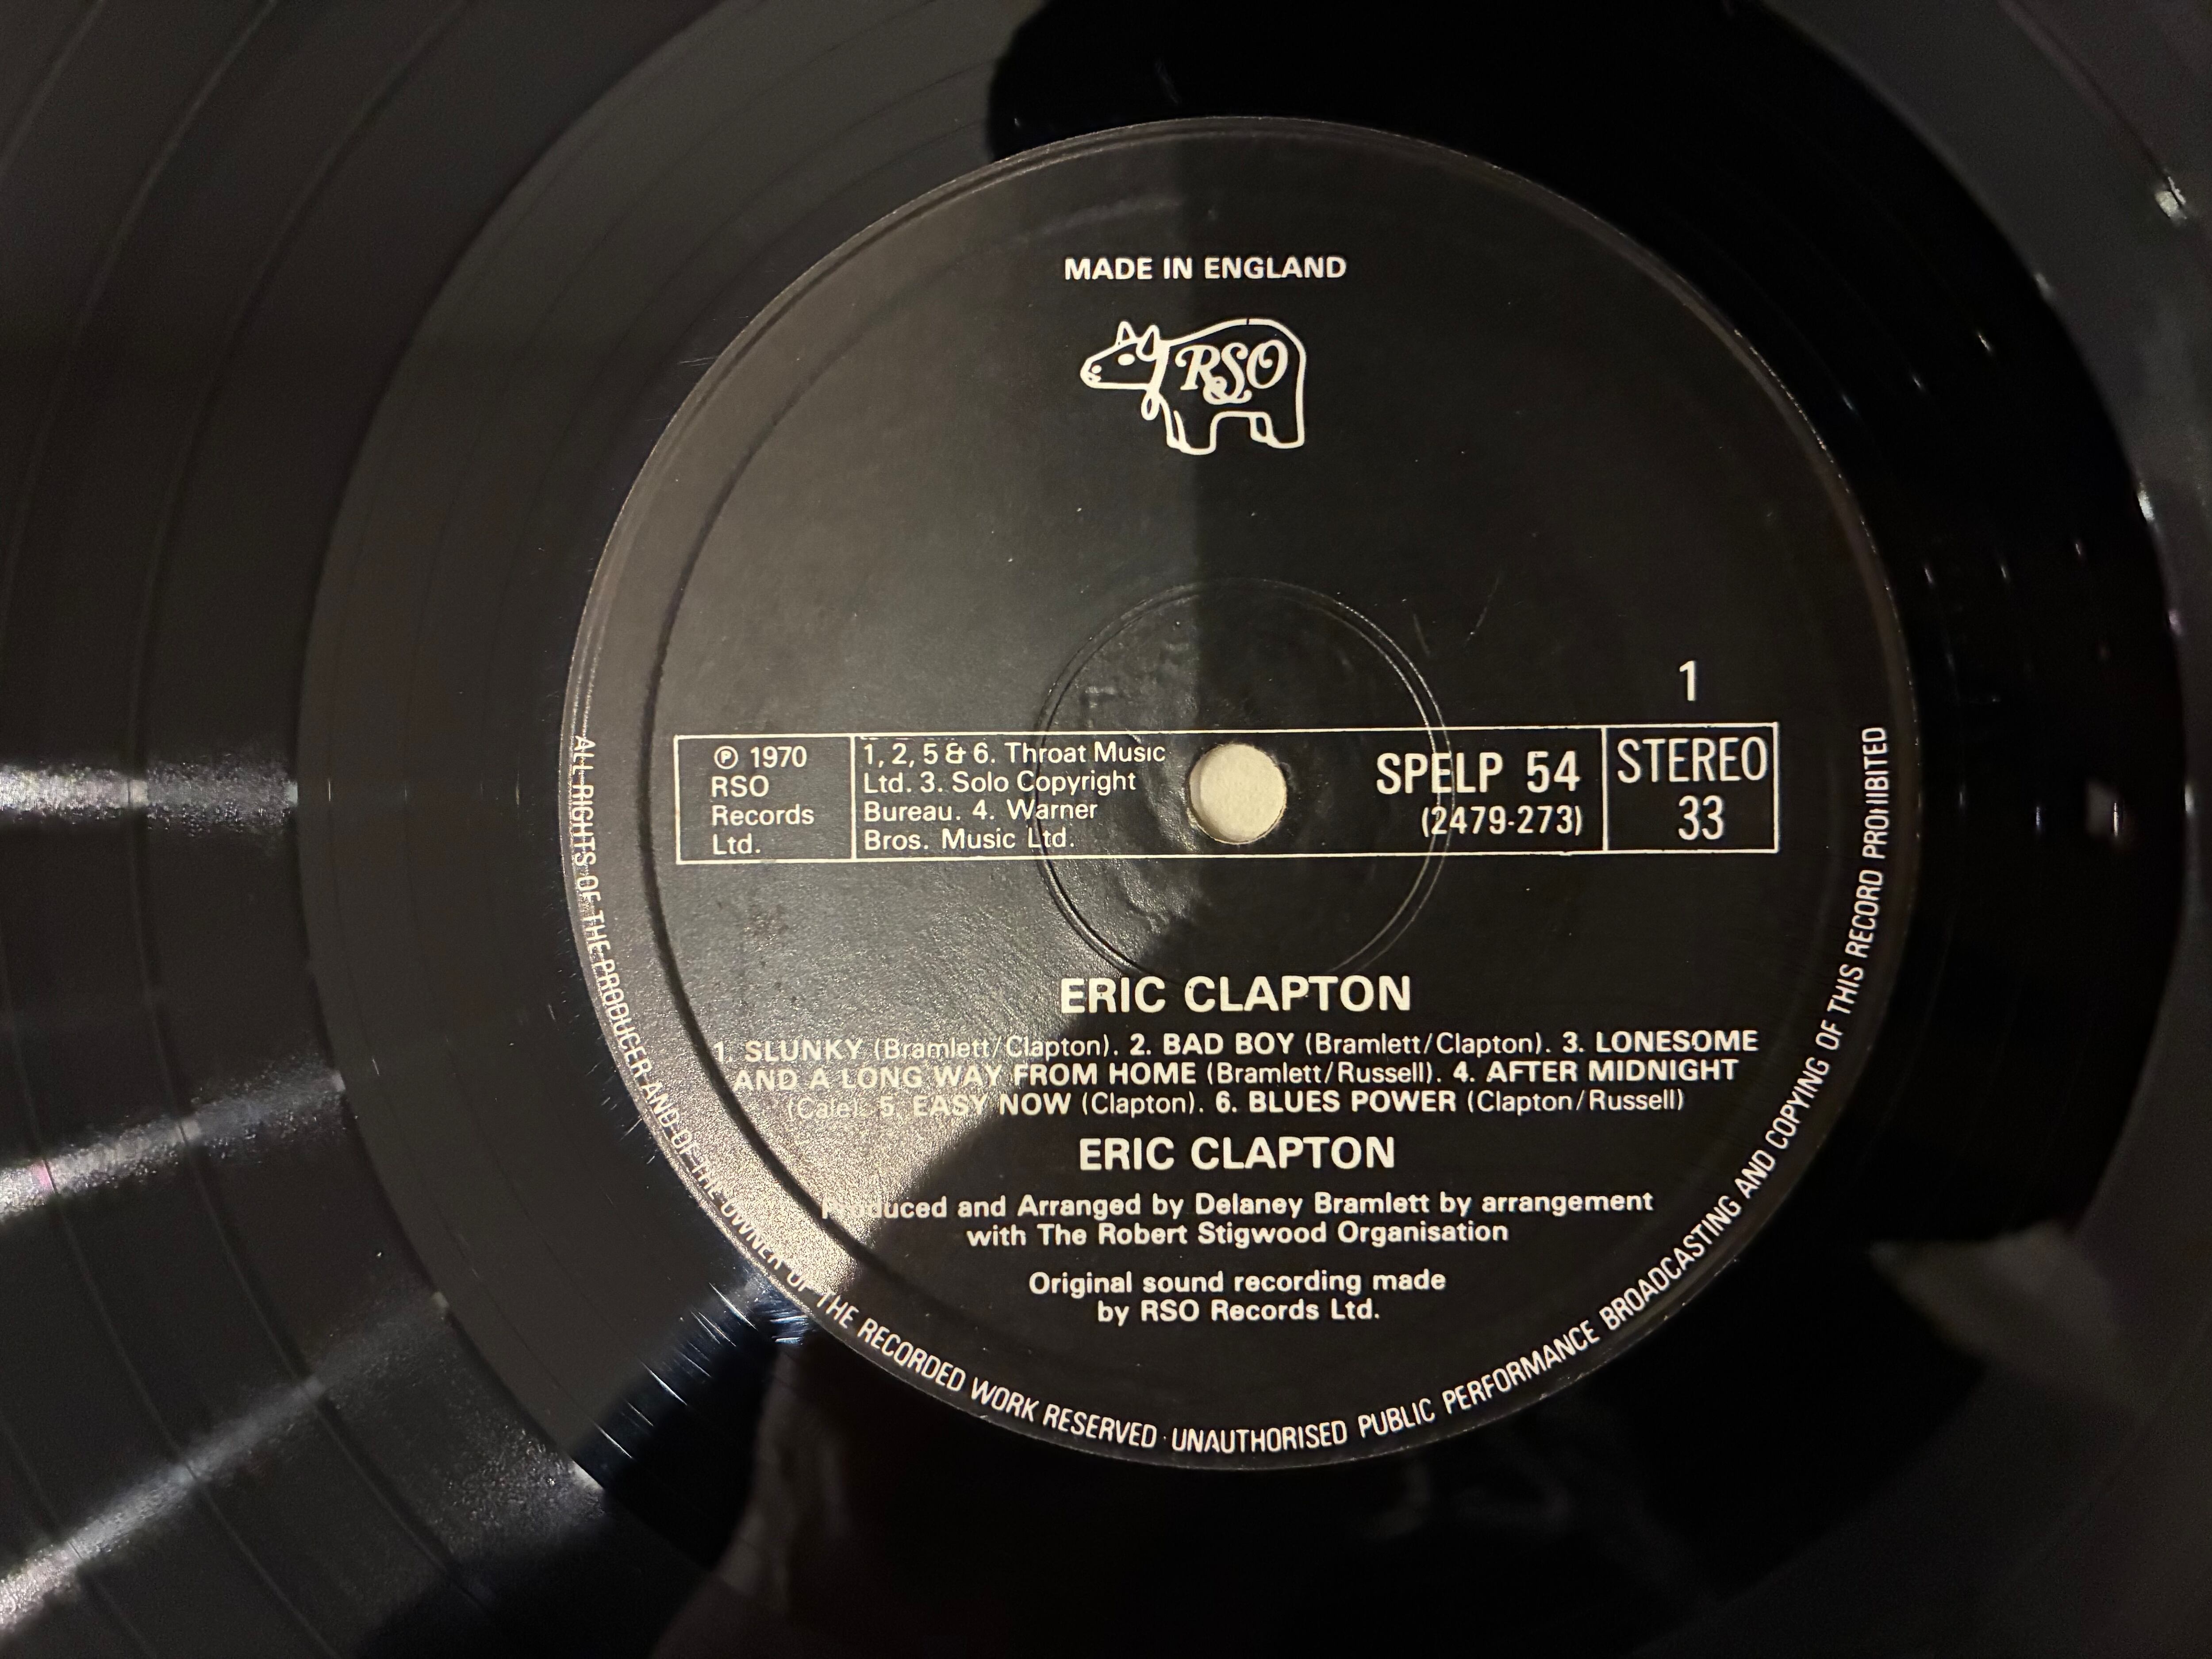 MADE IN ENGLAND
RSO
1
℗ 1970
RSO
Records
Ltd.
1, 2, 5 & 6. Throat Music
Ltd. 3. Solo Copyright
Bureau. 4. Warner
Bros. Music Ltd.
SPELP 54
(2479-273)
STEREO
33
ERIC CLAPTON
1. SLUNKY (Bramlett/Clapton). 2. BAD BOY (Bramlett/Clapton). 3. LONESOME
AND A LONG WAY FROM HOME (Bramlett/Russell). 4. AFTER MIDNIGHT
(Cale). 5. EASY NOW (Clapton). 6. BLUES POWER (Clapton/Russell)
ERIC CLAPTON
Produced and Arranged by Delaney Bramlett by arrangement
with The Robert Stigwood Organisation
Original sound recording made
by RSO Records Ltd.
ALL RIGHTS OF THE PRODUCER AND OF THE OWNER OF THE RECORDED WORK RESERVED · UNAUTHORISED PUBLIC PERFORMANCE BROADCASTING AND COPYING OF THIS RECORD PROHIBITED